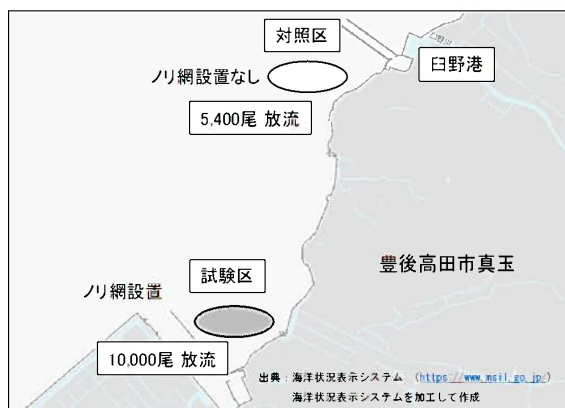 対照区
臼野川
臼野港
ノリ網設置なし
5,400尾 放流
豊後高田市真玉
試験区
ノリ網設置
10,000尾 放流
出典：海洋状況表示システム (https://www.msil.go.jp/)
海洋状況表示システムを加工して作成